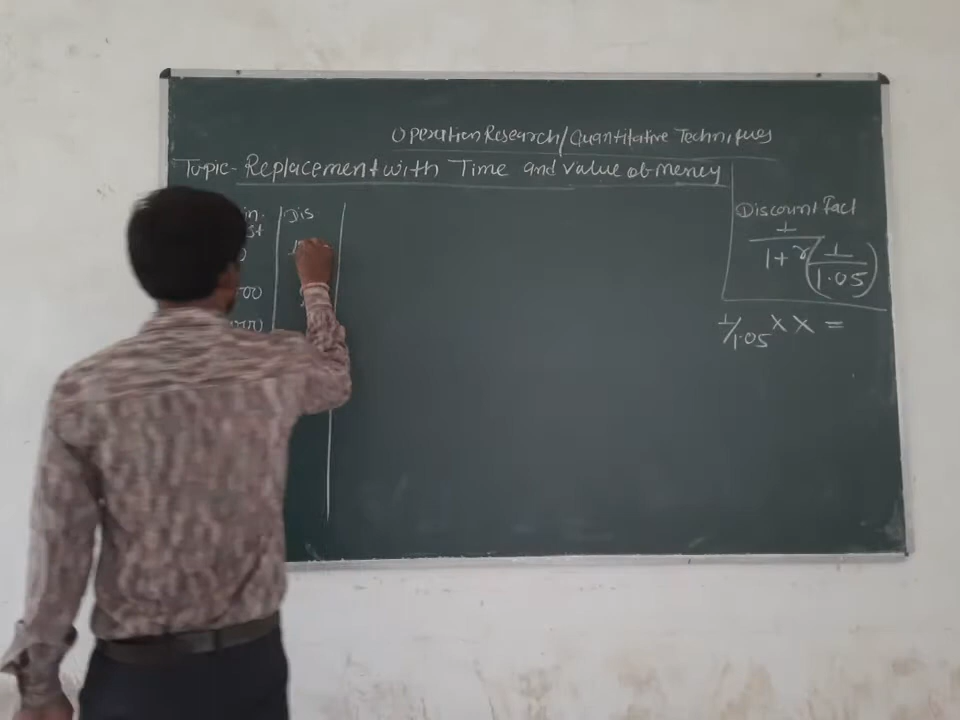 Operation Research/Quantitative Techniques
Topic- Replacement with Time and value of money
Dis
Discount Fact
1
1+r (1
1.05)
1/1.05 x x =